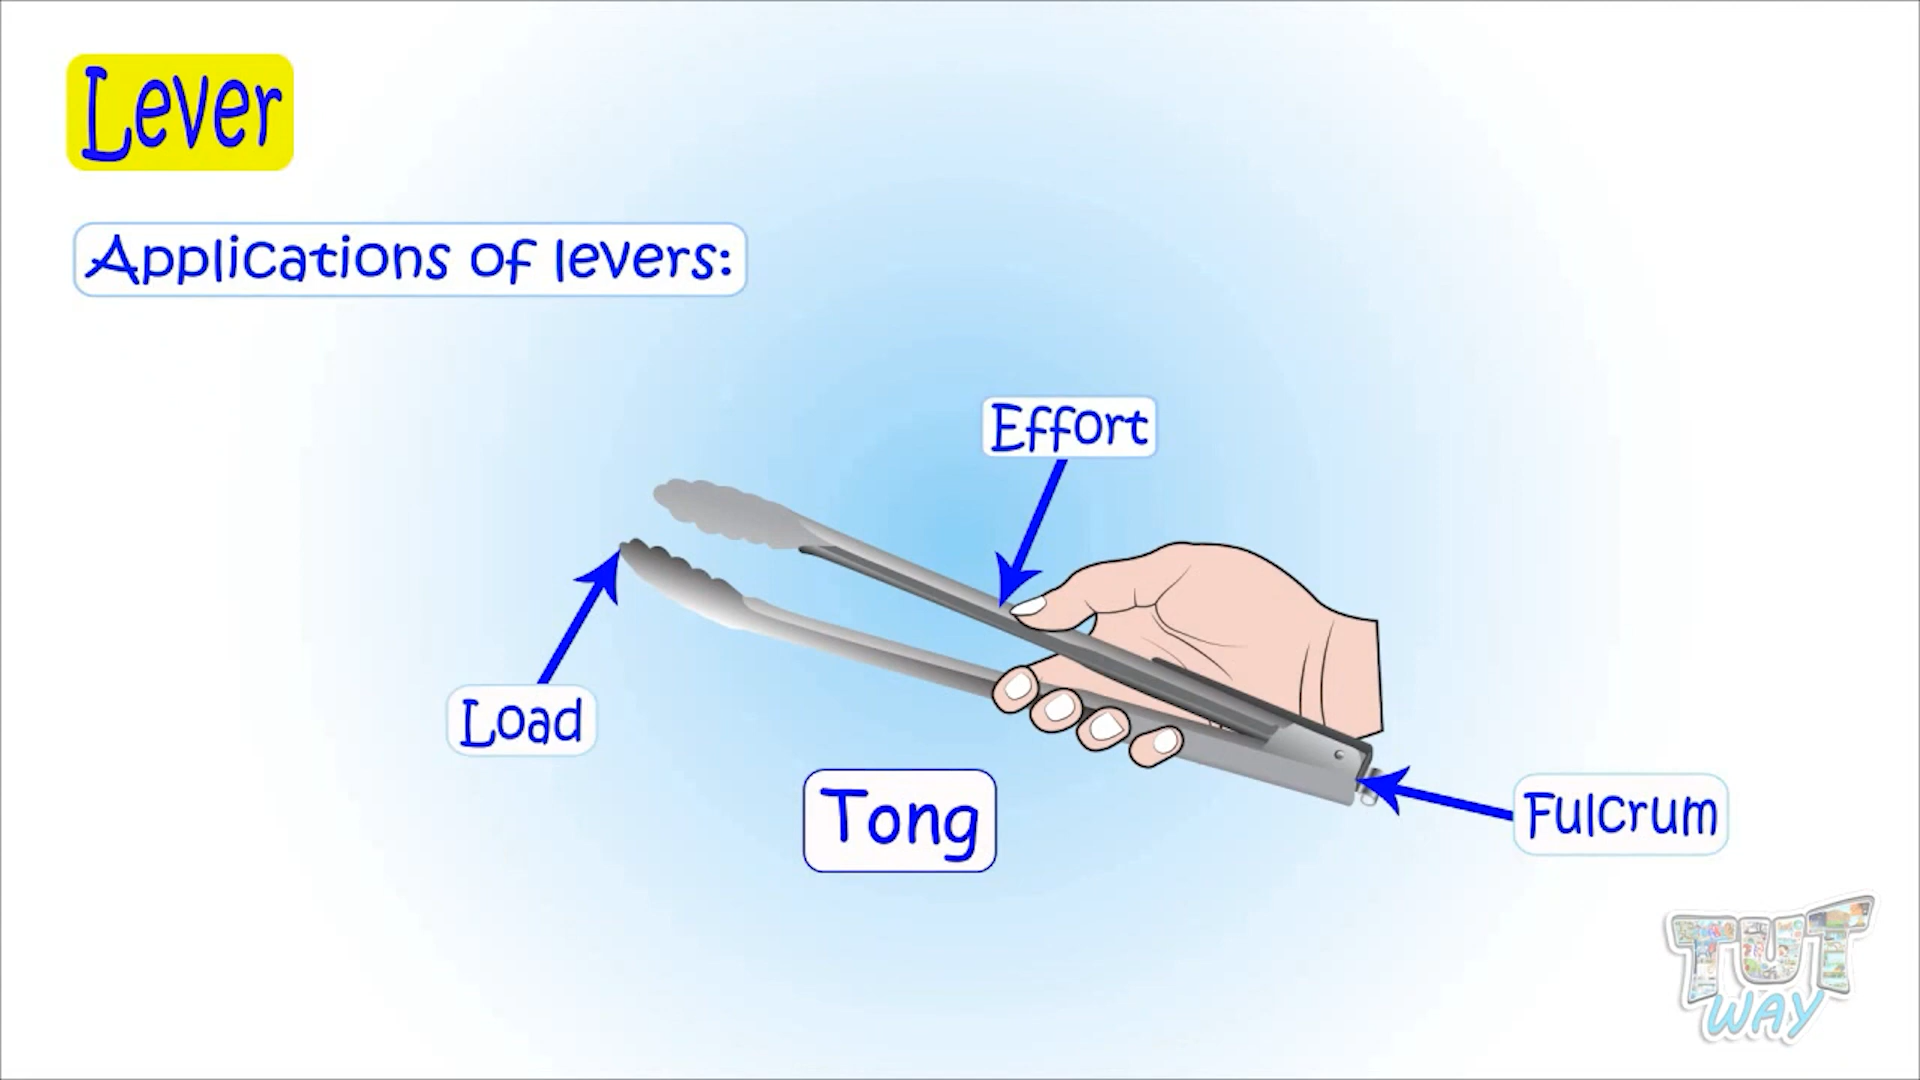 Lever
Applications of levers:
Effort
Load
Tong
Fulcrum
TUT
WAY